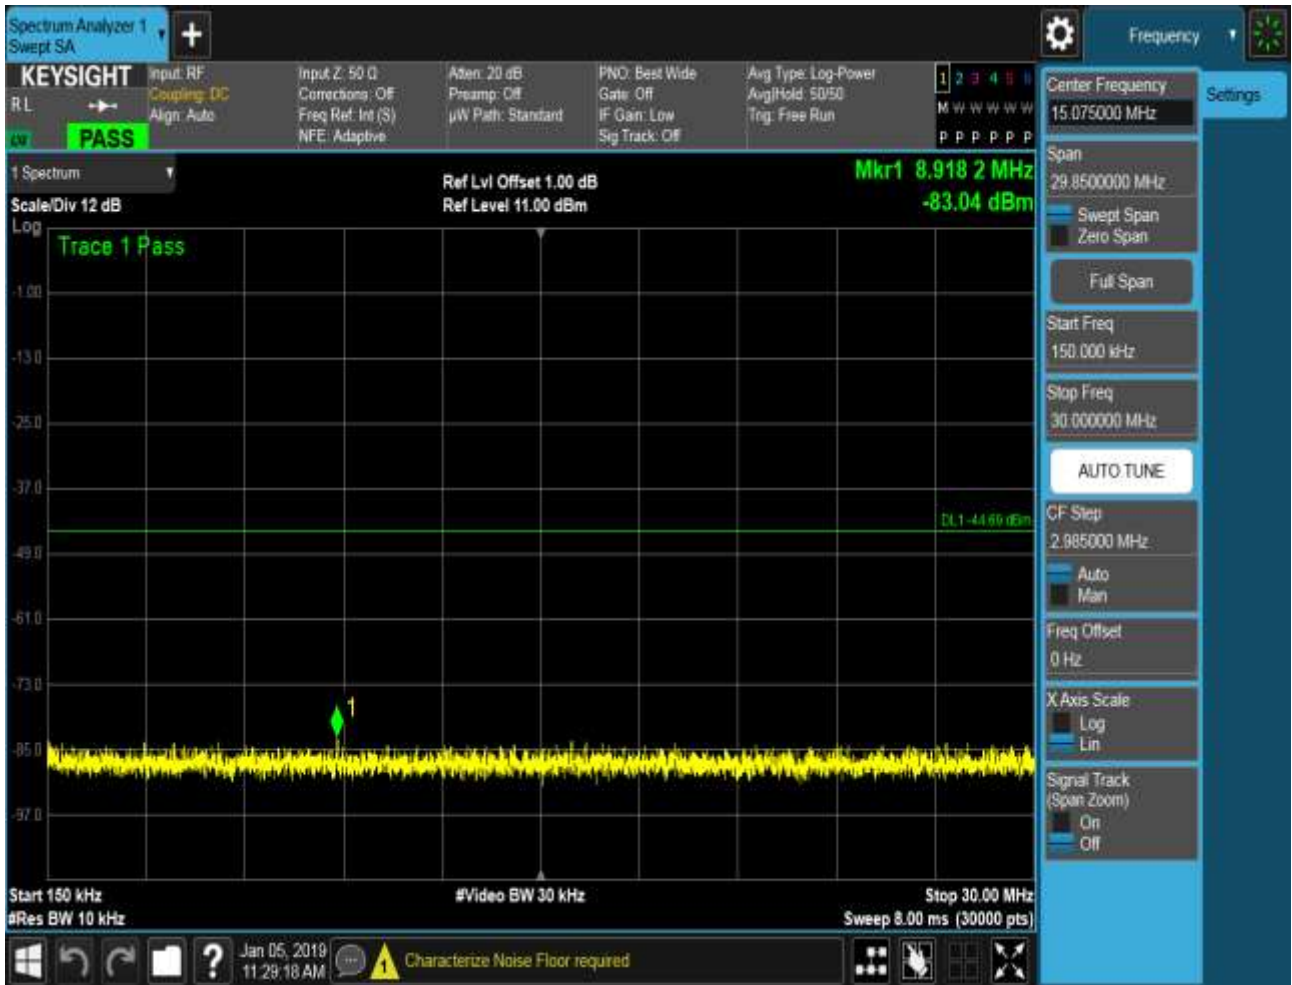 Spectrum Analyzer 1
Swept SA
Frequency
KEYSIGHT
Input: RF
Coupling: DC
Align: Auto
Input Z: 50 Ω
Corrections: Off
Freq Ref: Int (S)
NFE: Adaptive
Atten: 20 dB
Preamp: Off
µW Path: Standard
PNO: Best Wide
Gate: Off
IF Gain: Low
Sig Track: Off
Avg Type: Log-Power
Avg|Hold: 50/50
Trig: Free Run
1 2 3 4 5 6
M W W W W W
P P P P P P
R L
PASS
1 Spectrum
Scale/Div 12 dB
Ref Lvl Offset 1.00 dB
Ref Level 11.00 dBm
Mkr1 8.918 2 MHz
-83.04 dBm
Log
Trace 1 Pass
-1.00
-13.0
-25.0
-37.0
DL1 -44.69 dBm
-49.0
-61.0
-73.0
1
-85.0
-97.0
Start 150 kHz
#Video BW 30 kHz
Stop 30.00 MHz
#Res BW 10 kHz
Sweep 8.00 ms (30000 pts)
Center Frequency
15.075000 MHz
Settings
Span
29.8500000 MHz
Swept Span
Zero Span
Full Span
Start Freq
150.000 kHz
Stop Freq
30.000000 MHz
AUTO TUNE
CF Step
2.985000 MHz
Auto
Man
Freq Offset
0 Hz
X Axis Scale
Log
Lin
Signal Track
(Span Zoom)
On
Off
?
Jan 05, 2019
11:29:18 AM
1
Characterize Noise Floor required